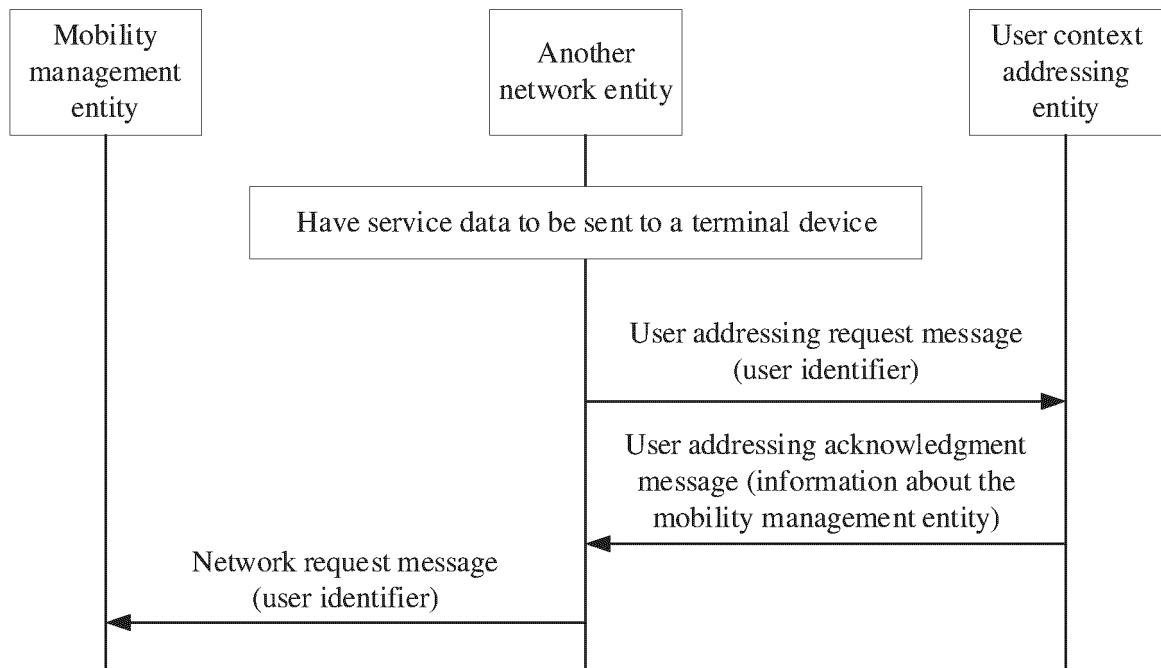 Mobility
management
entity
Another
network entity
User context
addressing
entity
Have service data to be sent to a terminal device
User addressing request message
(user identifier)
User addressing acknowledgment
message (information about the
mobility management entity)
Network request message
(user identifier)